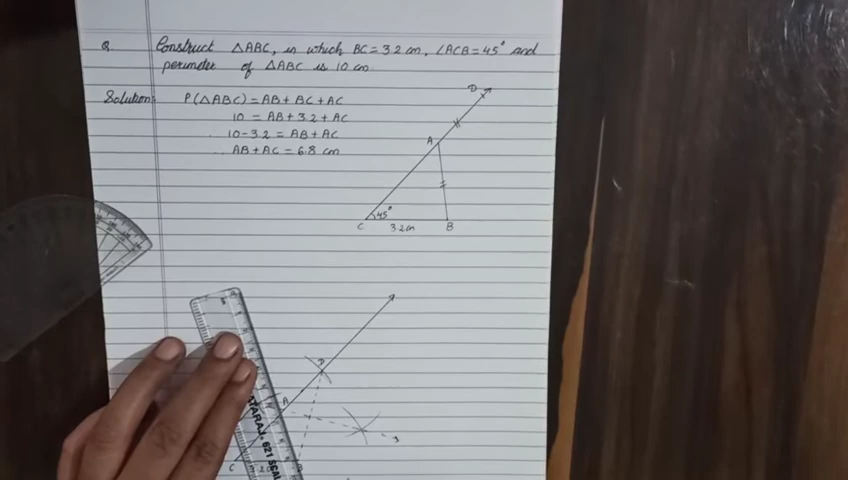 Q. Construct △ABC, in which BC = 3.2 cm, ∠ACB = 45° and
perimeter of △ABC is 10 cm.
Solution: P(△ABC) = AB + BC + AC
10 = AB + 3.2 + AC
10 - 3.2 = AB + AC
AB + AC = 6.8 cm
D
A
45°
C 3.2 cm B
D
A
C